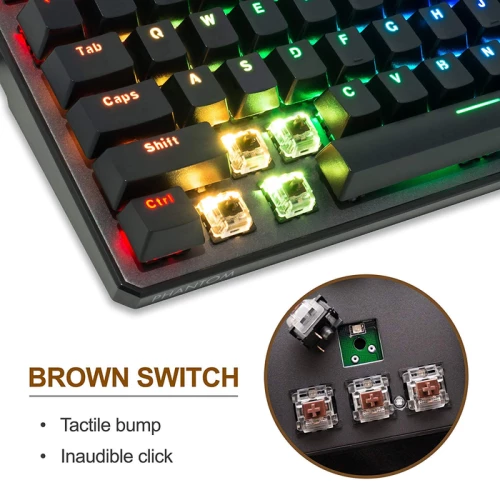 Q W E R T
Tab
A S D F G
Caps
C V B N
Shift
Ctrl
PHANTOM
BROWN SWITCH
• Tactile bump
• Inaudible click